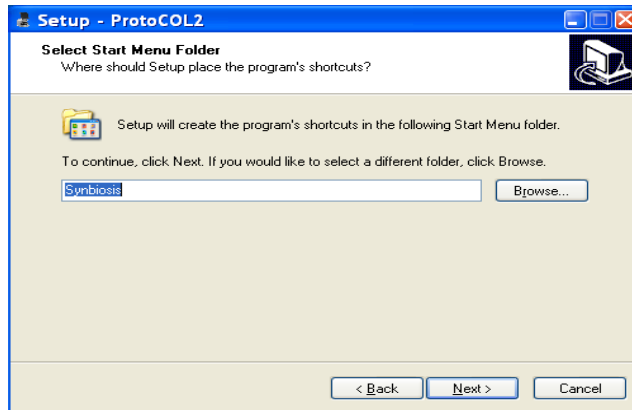 Setup - ProtoCOL2
Select Start Menu Folder
Where should Setup place the program's shortcuts?
Setup will create the program's shortcuts in the following Start Menu folder.
To continue, click Next. If you would like to select a different folder, click Browse.
Synbiosis
Browse...
< Back
Next >
Cancel